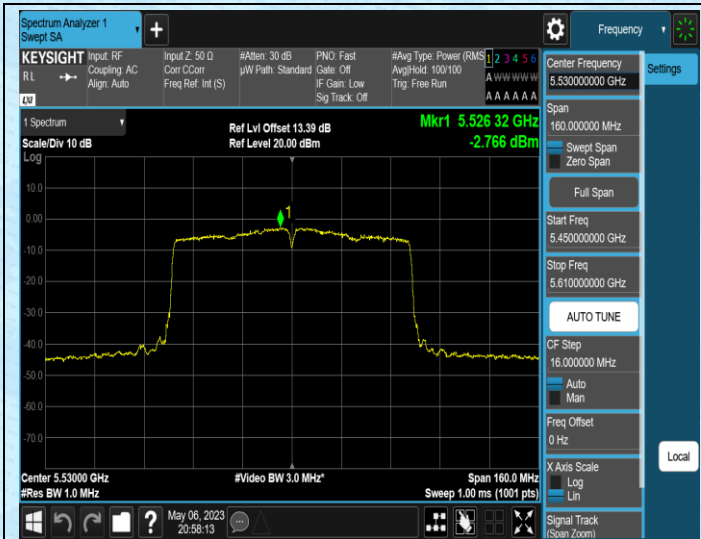 Spectrum Analyzer 1
Swept SA
Frequency
KEYSIGHT
RL
LXI
Input: RF
Coupling: AC
Align: Auto
Input Z: 50 Ω
Corr CCorr
Freq Ref: Int (S)
#Atten: 30 dB
µW Path: Standard
PNO: Fast
Gate: Off
IF Gain: Low
Sig Track: Off
#Avg Type: Power (RMS
Avg|Hold: 100/100
Trig: Free Run
1 2 3 4 5 6
A W W W W W
A A A A A A
1 Spectrum
Scale/Div 10 dB
Log
Ref Lvl Offset 13.39 dB
Ref Level 20.00 dBm
Mkr1 5.526 32 GHz
-2.766 dBm
1
10.0
0.00
-10.0
-20.0
-30.0
-40.0
-50.0
-60.0
-70.0
Center 5.53000 GHz
#Res BW 1.0 MHz
#Video BW 3.0 MHz*
Span 160.0 MHz
Sweep 1.00 ms (1001 pts)
?
May 06, 2023
20:58:13
Center Frequency
5.530000000 GHz
Span
160.000000 MHz
Swept Span
Zero Span
Full Span
Start Freq
5.450000000 GHz
Stop Freq
5.610000000 GHz
AUTO TUNE
CF Step
16.000000 MHz
Auto
Man
Freq Offset
0 Hz
X Axis Scale
Log
Lin
Signal Track
(Span Zoom)
Settings
Local